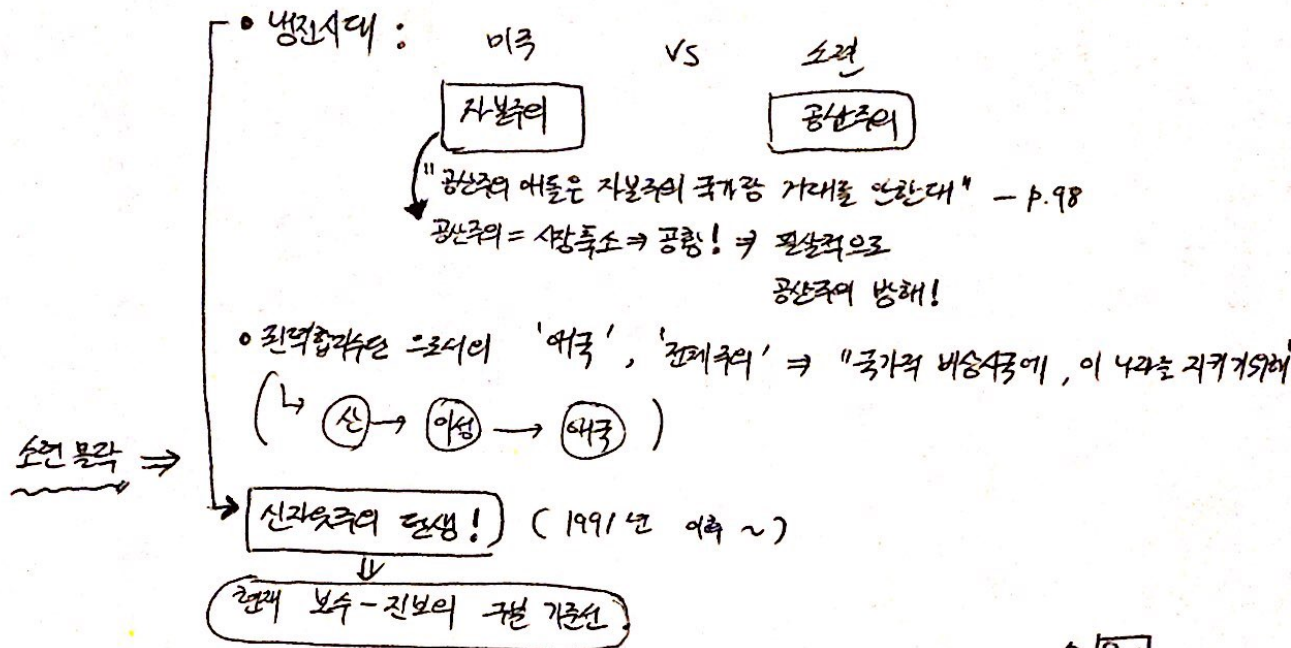 • 냉전시대 : 미국 vs 소련
자본주의 공산주의
"공산주의 애들은 자본주의 국가랑 거래를 안한대" - p.98
공산주의 = 시장축소 ⇒ 공황! ⇒ 필살적으로
공산주의 방해!
• 권력합리수단 으로서의 '애국', '전체주의' ⇒ "국가적 비상시국에, 이 나라를 지키기위해"
( ↳ 신 → 이성 → 애국 )
소련 몰락 ⇒
신자유주의 탄생! ( 1991년 이후 ~ )
⇓
현재 보수-진보의 구분 기준선